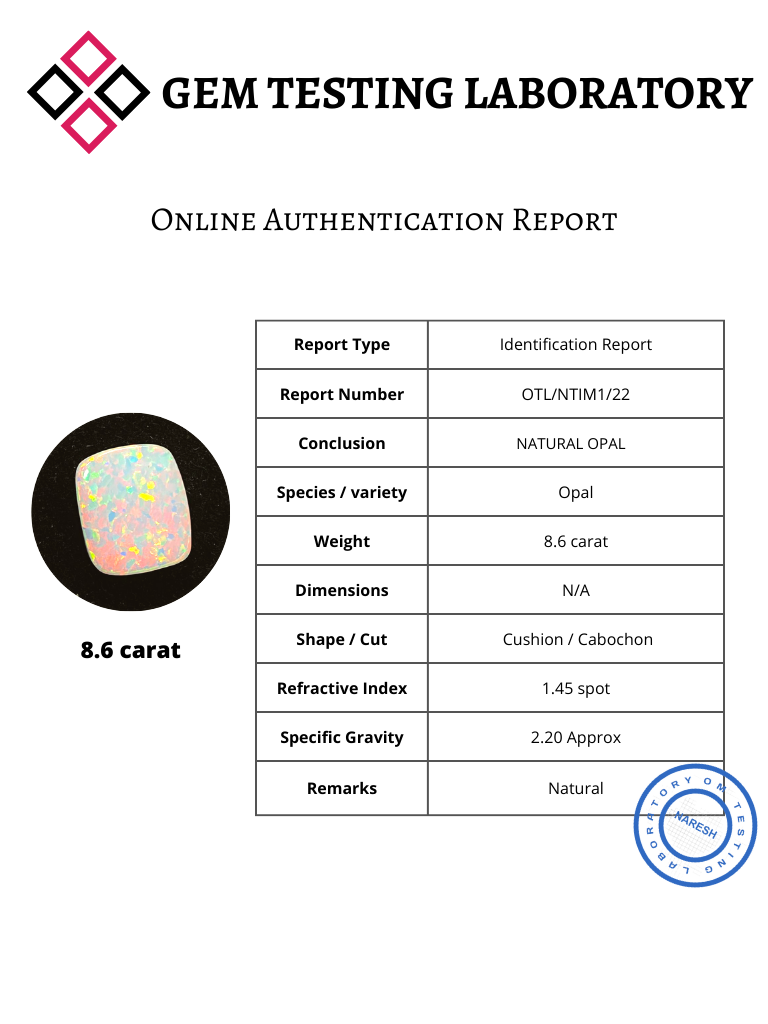 GEM TESTING LABORATORY
Online Authentication Report
Report Type Identification Report
Report Number OTL/NTIM1/22
Conclusion NATURAL OPAL
Species / variety Opal
Weight 8.6 carat
Dimensions N/A
Shape / Cut Cushion / Cabochon
8.6 carat
Refractive Index 1.45 spot
Specific Gravity 2.20 Approx
Remarks Natural
OM TESTING LABORATORY
NARESH